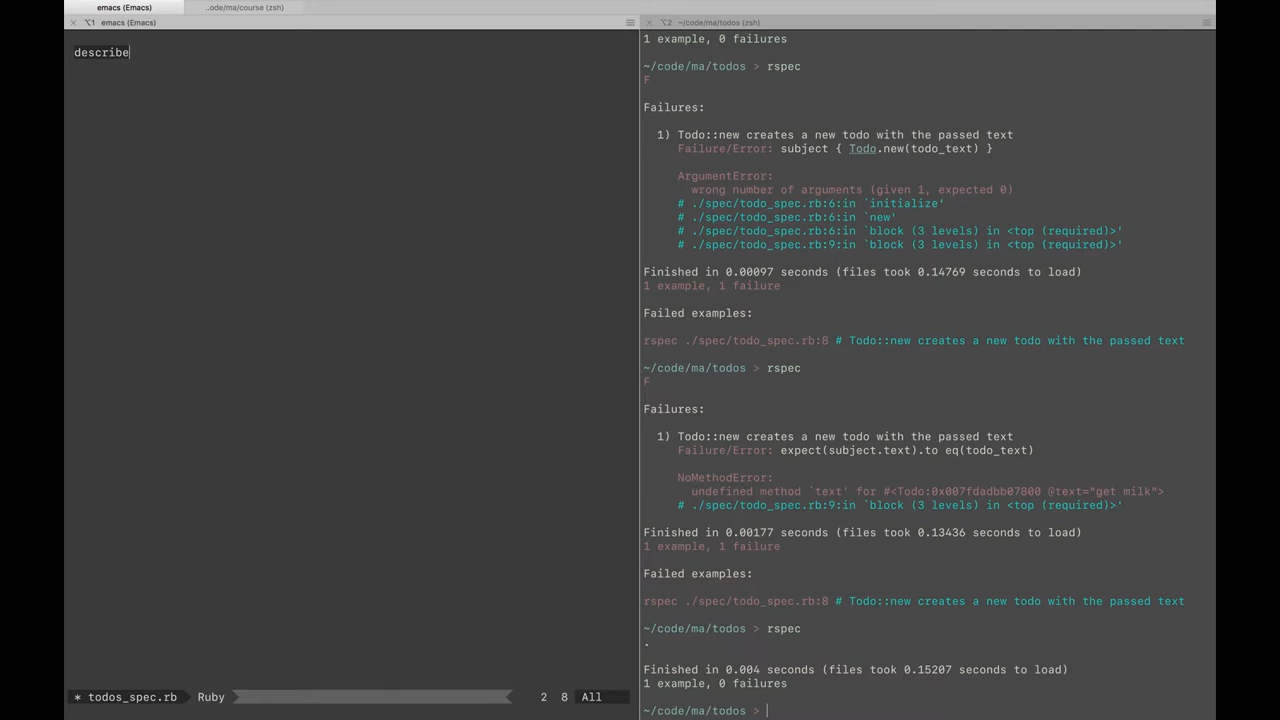 emacs (Emacs)
..ode/ma/course (zsh)
⌥1 emacs (Emacs)
describe
* todos_spec.rb Ruby 2 8 All
⌥2 ~/code/ma/todos (zsh)
1 example, 0 failures
~/code/ma/todos > rspec
F
Failures:
1) Todo::new creates a new todo with the passed text
Failure/Error: subject { Todo.new(todo_text) }
ArgumentError:
wrong number of arguments (given 1, expected 0)
# ./spec/todo_spec.rb:6:in `initialize'
# ./spec/todo_spec.rb:6:in `new'
# ./spec/todo_spec.rb:6:in `block (3 levels) in <top (required)>'
# ./spec/todo_spec.rb:9:in `block (3 levels) in <top (required)>'
Finished in 0.00097 seconds (files took 0.14769 seconds to load)
1 example, 1 failure
Failed examples:
rspec ./spec/todo_spec.rb:8 # Todo::new creates a new todo with the passed text
~/code/ma/todos > rspec
F
Failures:
1) Todo::new creates a new todo with the passed text
Failure/Error: expect(subject.text).to eq(todo_text)
NoMethodError:
undefined method `text' for #<Todo:0x007fdadbb07800 @text="get milk">
# ./spec/todo_spec.rb:9:in `block (3 levels) in <top (required)>'
Finished in 0.00177 seconds (files took 0.13436 seconds to load)
1 example, 1 failure
Failed examples:
rspec ./spec/todo_spec.rb:8 # Todo::new creates a new todo with the passed text
~/code/ma/todos > rspec
.
Finished in 0.004 seconds (files took 0.15207 seconds to load)
1 example, 0 failures
~/code/ma/todos >